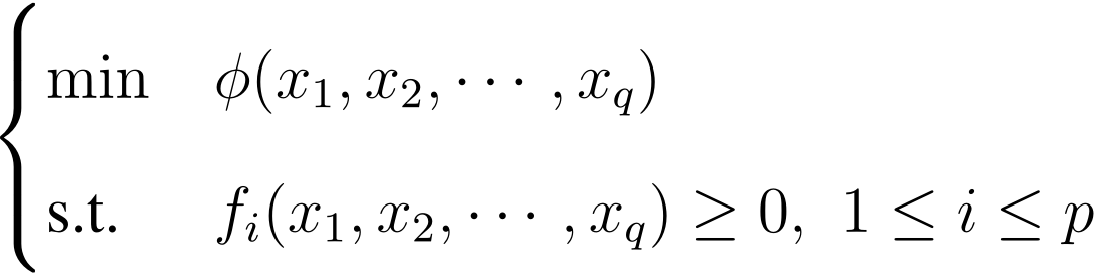 min ϕ(x₁, x₂, ⋯ , x_q)
s.t. f_i(x₁, x₂, ⋯ , x_q) ≥ 0, 1 ≤ i ≤ p